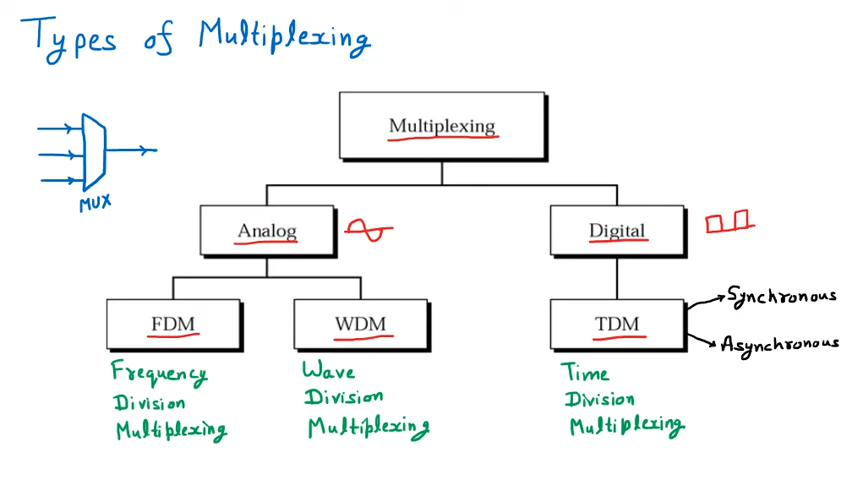 Types of Multiplexing
Multiplexing
MUX
Analog
Digital
FDM
WDM
TDM
Synchronous
Asynchronous
Frequency
Division
Multiplexing
Wave
Division
Multiplexing
Time
Division
Multiplexing